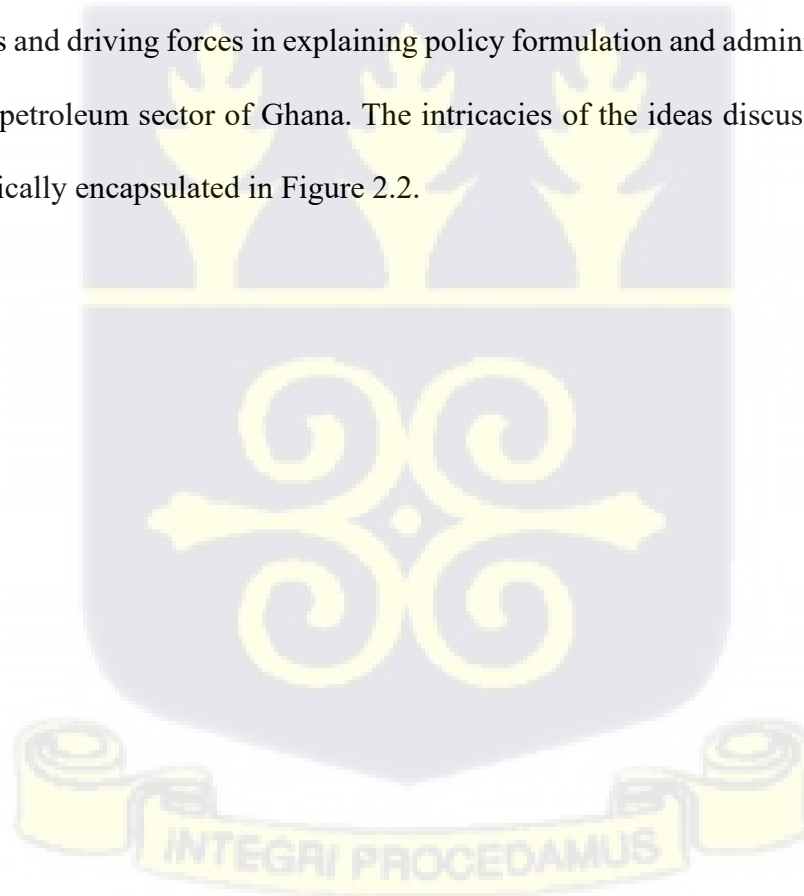 s and driving forces in explaining policy formulation and admin
petroleum sector of Ghana. The intricacies of the ideas discus
ically encapsulated in Figure 2.2.
INTEGRI PROCEDAMUS